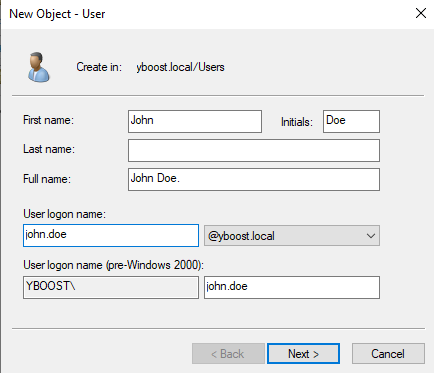 New Object - User
Create in: yboost.local/Users
First name: John Initials: Doe
Last name:
Full name: John Doe.
User logon name:
john.doe @yboost.local
User logon name (pre-Windows 2000):
YBOOST\ john.doe
< Back Next > Cancel